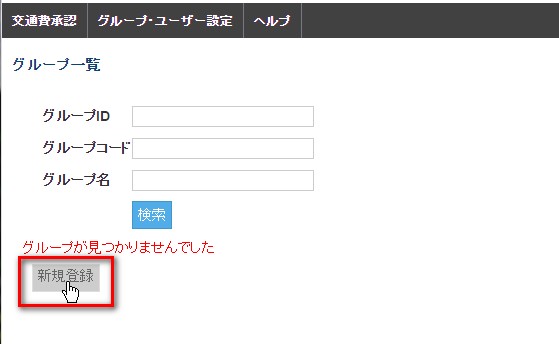 交通費承認 グループ・ユーザー設定 ヘルプ
グループ一覧
グループID
グループコード
グループ名
検索
グループが見つかりませんでした
新規登録